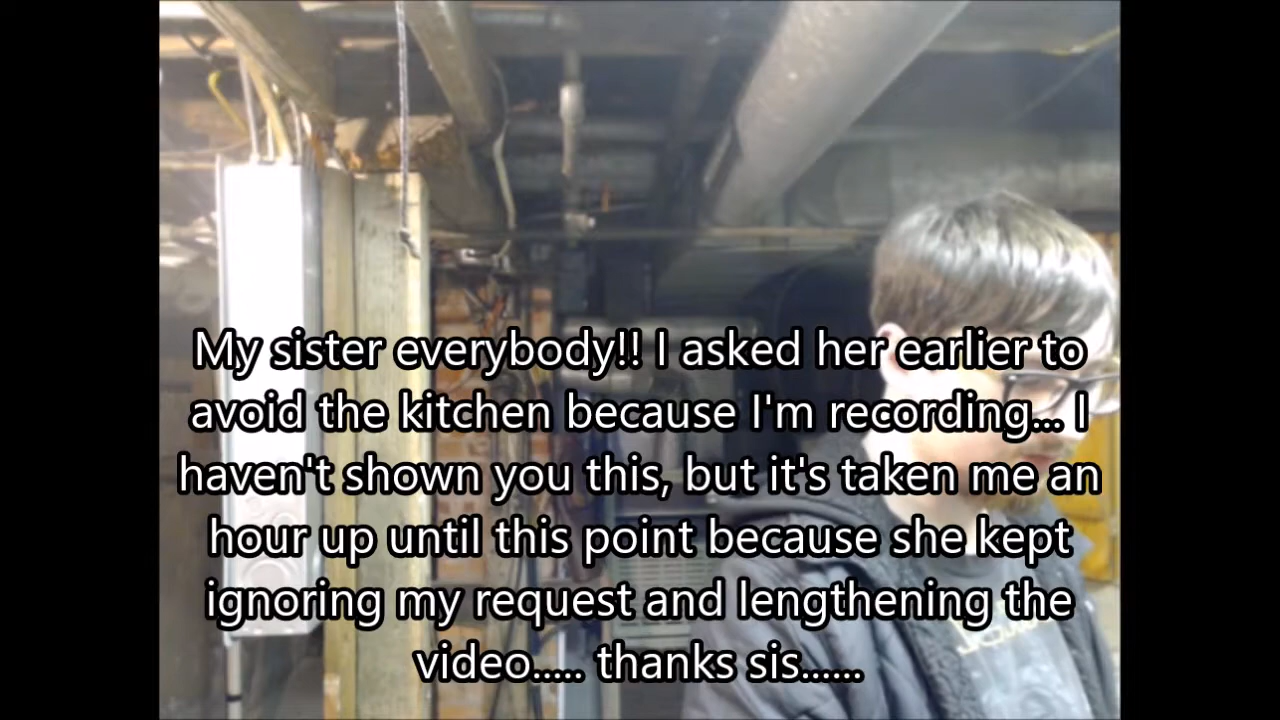 My sister everybody!! I asked her earlier to
avoid the kitchen because I'm recording... I
haven't shown you this, but it's taken me an
hour up until this point because she kept
ignoring my request and lengthening the
video..... thanks sis......